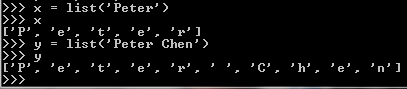 >>> x = list('Peter')
>>> x
['P', 'e', 't', 'e', 'r']
>>> y = list('Peter Chen')
>>> y
['P', 'e', 't', 'e', 'r', ' ', 'C', 'h', 'e', 'n']
>>>